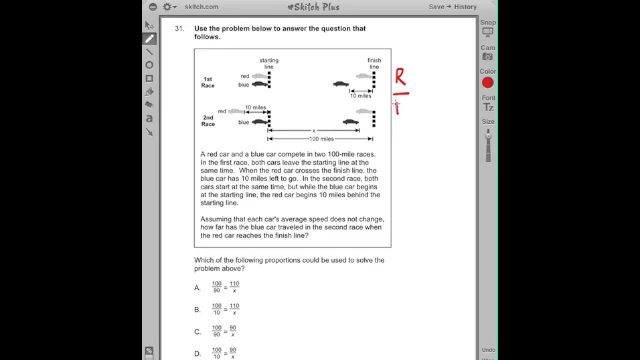 skitch.com
Skitch Plus
Save → History
31. Use the problem below to answer the question that
follows.
starting
line
finish
line
1st
Race
red
blue
10 miles
2nd
Race
red
10 miles
blue
x
100 miles
R
A red car and a blue car compete in two 100-mile races.
In the first race, both cars leave the starting line at the
same time. When the red car crosses the finish line, the
blue car has 10 miles left to go. In the second race, both
cars start at the same time, but while the blue car begins
at the starting line, the red car begins 10 miles behind the
starting line.
Assuming that each car's average speed does not change,
how far has the blue car traveled in the second race when
the red car reaches the finish line?
Which of the following proportions could be used to solve the
problem above?
A. 100/90 = 110/x
B. 100/10 = 110/x
C. 100/90 = 90/x
D. 100/10 = 90/x
Snap
Cam
Color
Font
Tz
Undo